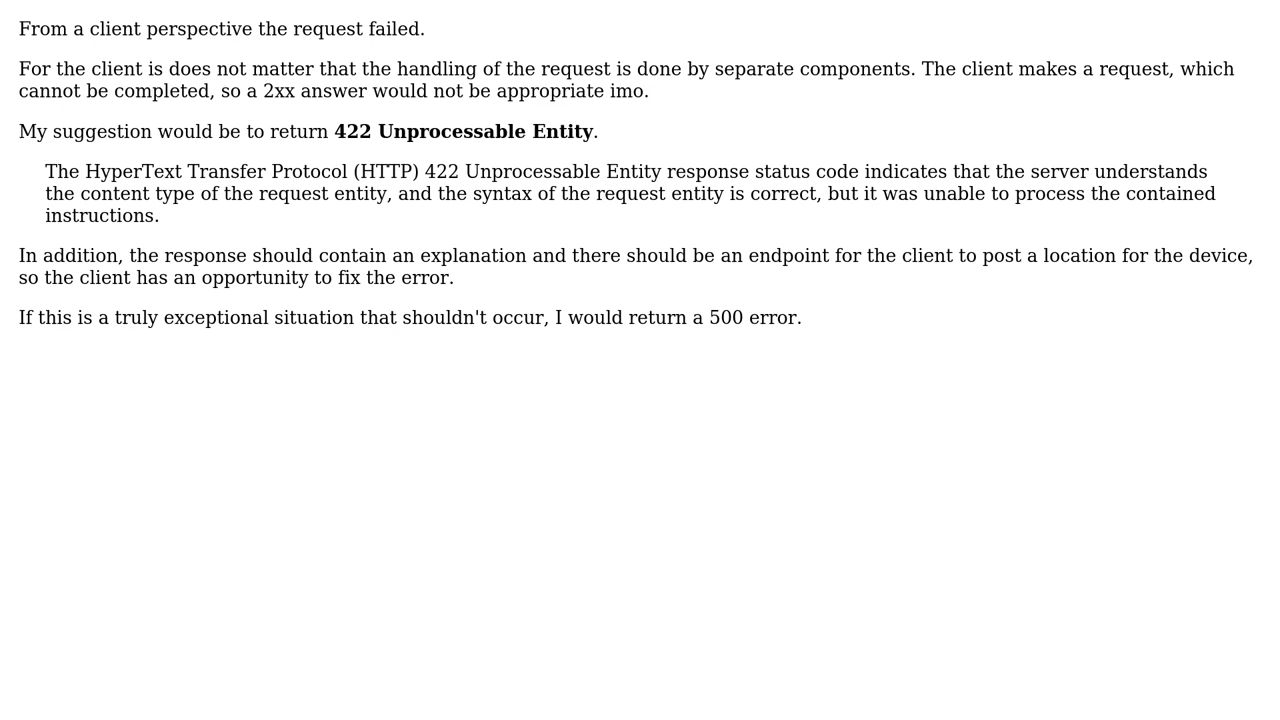 From a client perspective the request failed.
For the client is does not matter that the handling of the request is done by separate components. The client makes a request, which
cannot be completed, so a 2xx answer would not be appropriate imo.
My suggestion would be to return 422 Unprocessable Entity.
The HyperText Transfer Protocol (HTTP) 422 Unprocessable Entity response status code indicates that the server understands
the content type of the request entity, and the syntax of the request entity is correct, but it was unable to process the contained
instructions.
In addition, the response should contain an explanation and there should be an endpoint for the client to post a location for the device,
so the client has an opportunity to fix the error.
If this is a truly exceptional situation that shouldn't occur, I would return a 500 error.